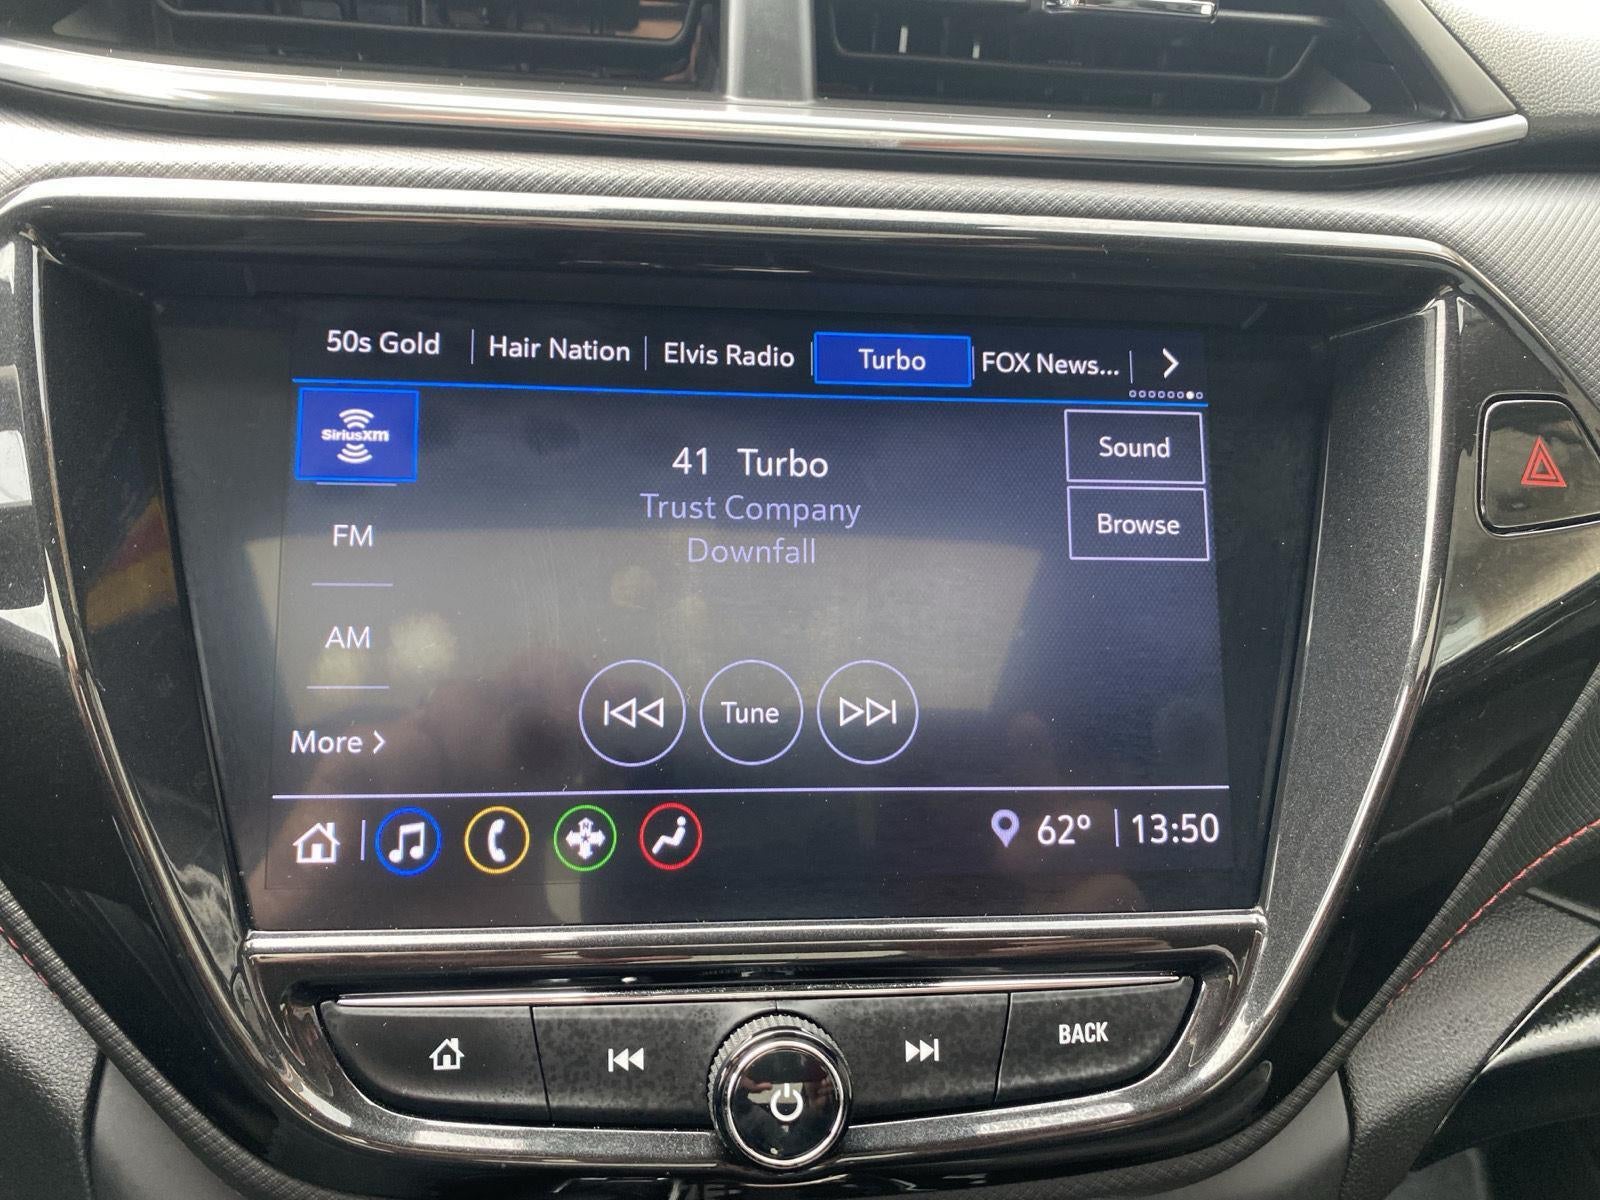 50s Gold
Hair Nation
Elvis Radio
Turbo
FOX News...
SiriusXM
41 Turbo
Sound
Trust Company
FM
Browse
Downfall
AM
Tune
More
62° 13:50
BACK